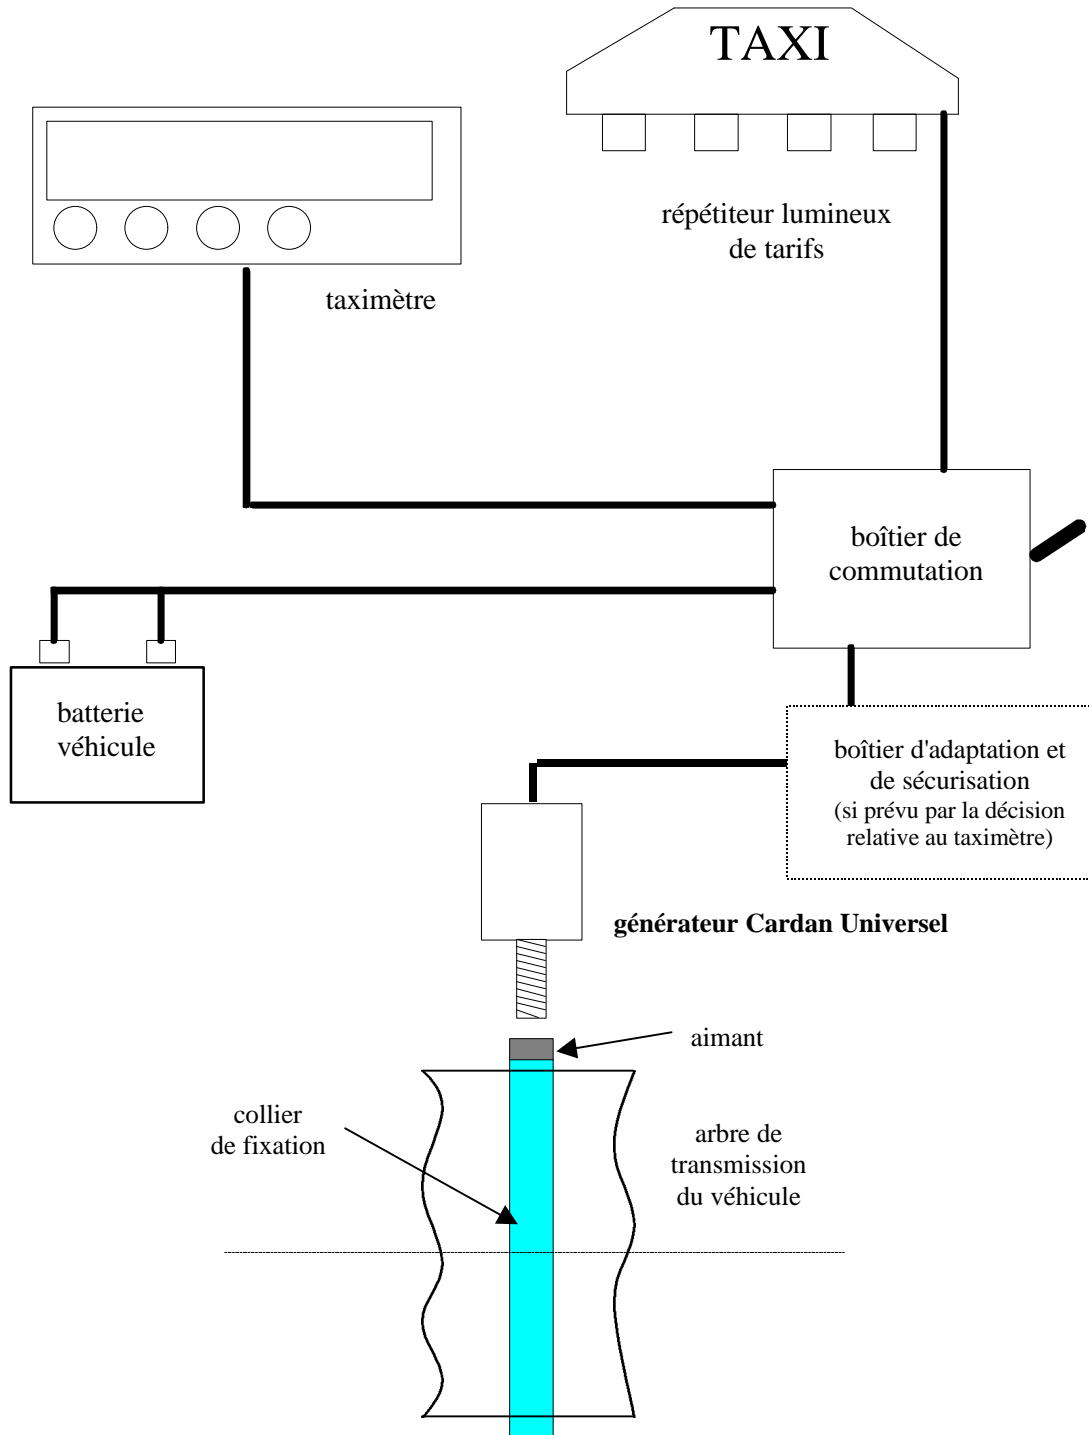 TAXI
répétiteur lumineux
de tarifs
taximètre
boîtier de
commutation
batterie
véhicule
boîtier d'adaptation et
de sécurisation
(si prévu par la décision
relative au taximètre)
générateur Cardan Universel
aimant
collier
de fixation
arbre de
transmission
du véhicule